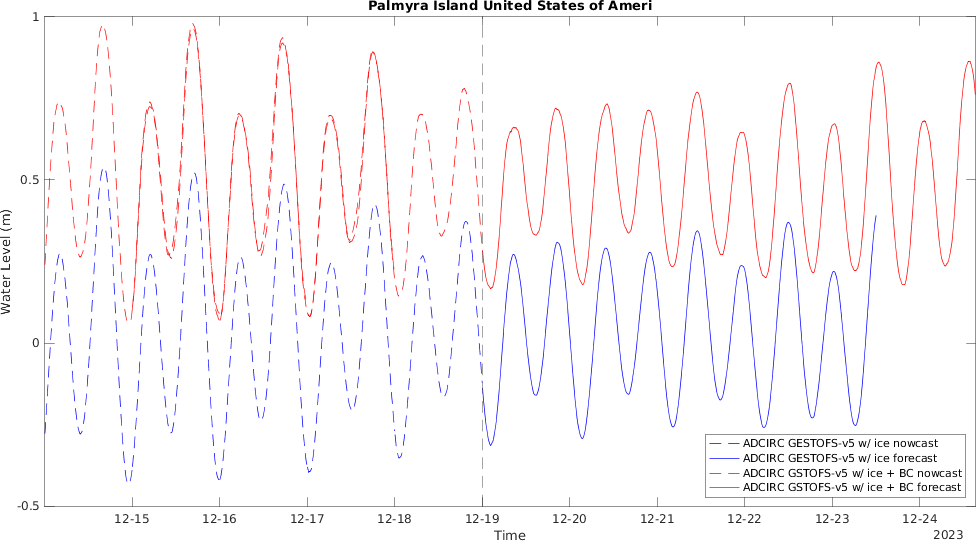 Palmyra Island United States of Ameri
1
0.5
0
-0.5
Water Level (m)
ADCIRC GESTOFS-v5 w/ ice nowcast
ADCIRC GESTOFS-v5 w/ ice forecast
ADCIRC GSTOFS-v5 w/ ice + BC nowcast
ADCIRC GSTOFS-v5 w/ ice + BC forecast
12-15 12-16 12-17 12-18 12-19 12-20 12-21 12-22 12-23 12-24
Time
2023